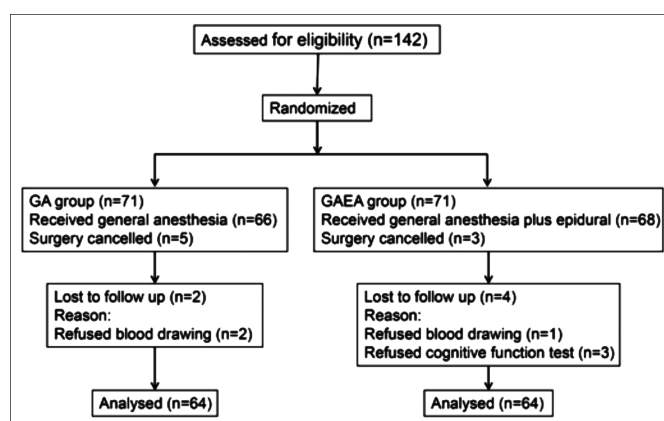 Assessed for eligibility (n=142)
Randomized
GA group (n=71)
Received general anesthesia (n=66)
Surgery cancelled (n=5)
GAEA group (n=71)
Received general anesthesia plus epidural (n=68)
Surgery cancelled (n=3)
Lost to follow up (n=2)
Reason:
Refused blood drawing (n=2)
Lost to follow up (n=4)
Reason:
Refused blood drawing (n=1)
Refused cognitive function test (n=3)
Analysed (n=64)
Analysed (n=64)